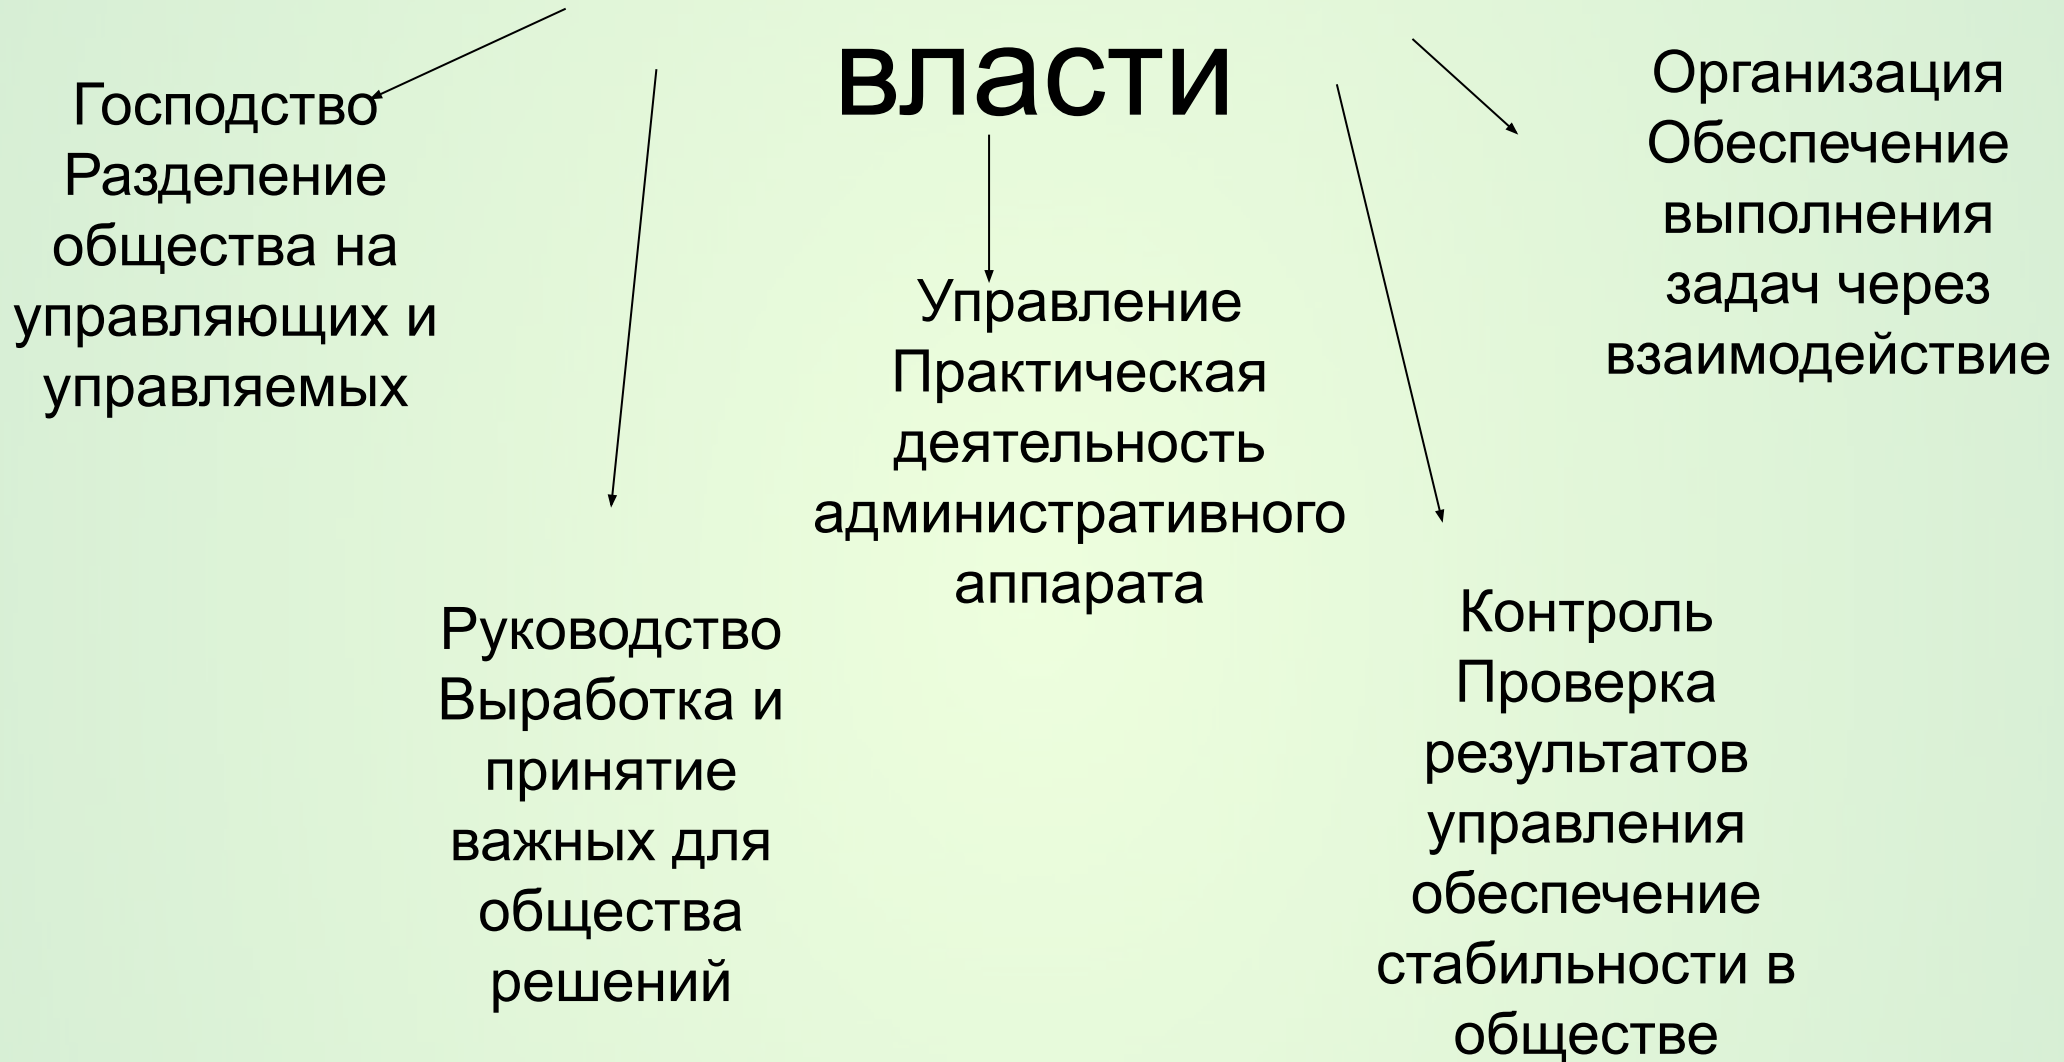 власти
Господство
Разделение
общества на
управляющих и
управляемых
Руководство
Выработка и
принятие
важных для
общества
решений
Управление
Практическая
деятельность
административного
аппарата
Контроль
Проверка
результатов
управления
обеспечение
стабильности в
обществе
Организация
Обеспечение
выполнения
задач через
взаимодействие